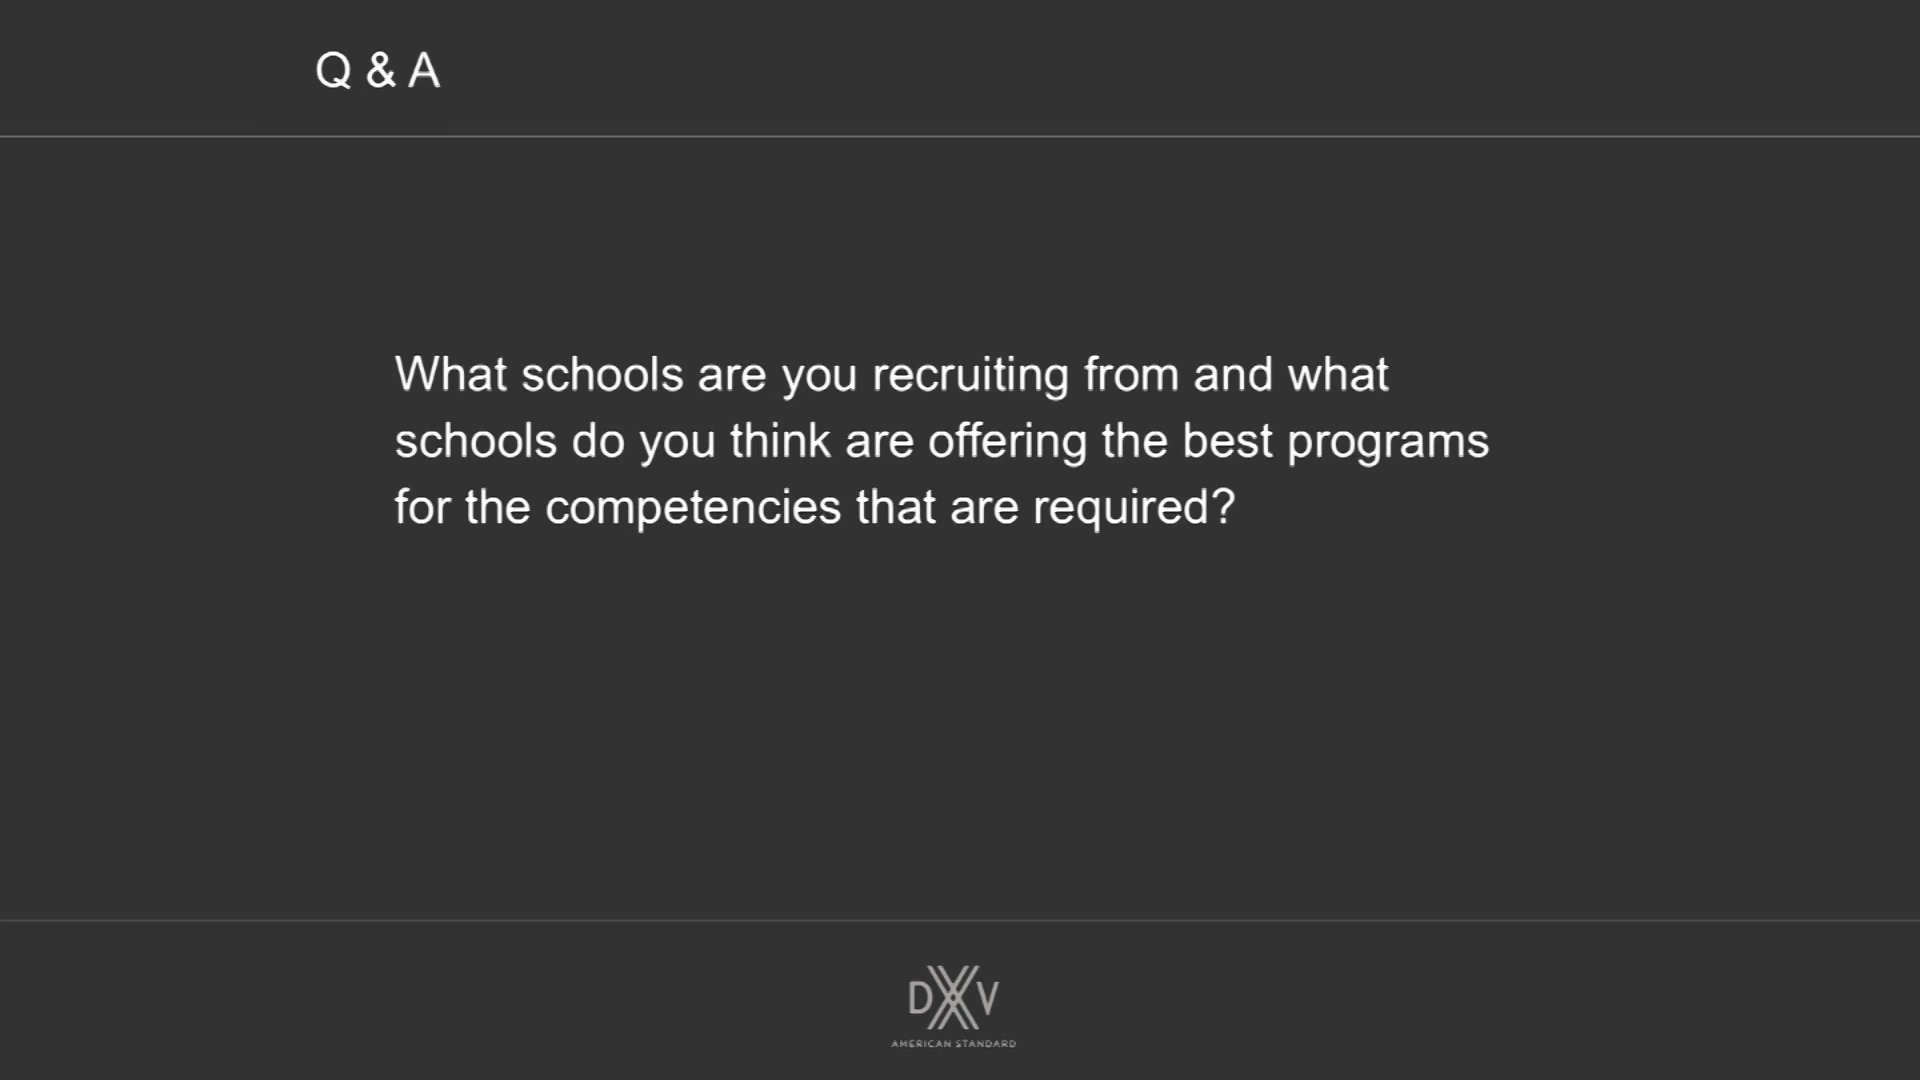 Q & A
What schools are you recruiting from and what
schools do you think are offering the best programs
for the competencies that are required?
DXV
AMERICAN STANDARD